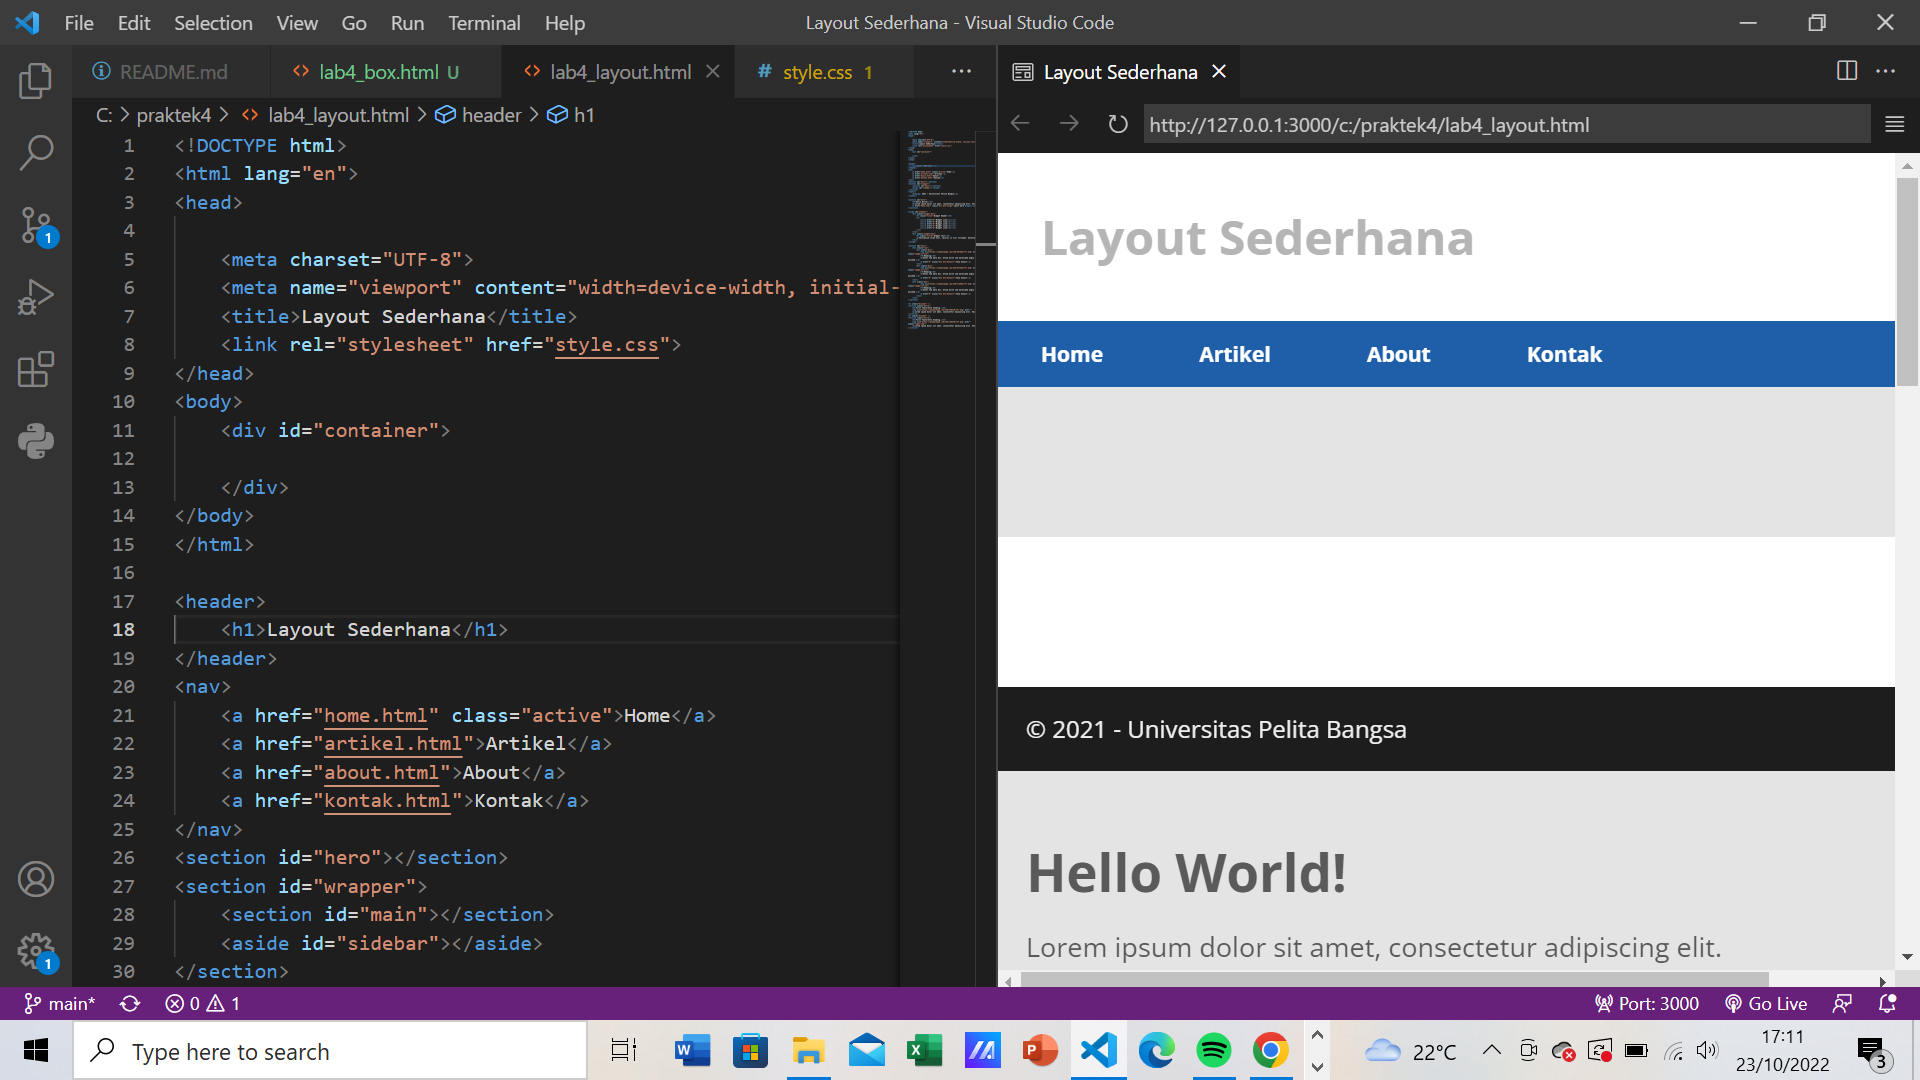 File Edit Selection View Go Run Terminal Help
Layout Sederhana - Visual Studio Code
README.md
lab4_box.html U
lab4_layout.html
# style.css 1
Layout Sederhana
C: > praktek4 > lab4_layout.html > header > h1
http://127.0.0.1:3000/c:/praktek4/lab4_layout.html
1 <!DOCTYPE html>
2 <html lang="en">
3 <head>
4
5 <meta charset="UTF-8">
6 <meta name="viewport" content="width=device-width, initial-
7 <title>Layout Sederhana</title>
8 <link rel="stylesheet" href="style.css">
9 </head>
10 <body>
11 <div id="container">
12
13 </div>
14 </body>
15 </html>
16
17 <header>
18 <h1>Layout Sederhana</h1>
19 </header>
20 <nav>
21 <a href="home.html" class="active">Home</a>
22 <a href="artikel.html">Artikel</a>
23 <a href="about.html">About</a>
24 <a href="kontak.html">Kontak</a>
25 </nav>
26 <section id="hero"></section>
27 <section id="wrapper">
28 <section id="main"></section>
29 <aside id="sidebar"></aside>
30 </section>
Layout Sederhana
Home Artikel About Kontak
© 2021 - Universitas Pelita Bangsa
Hello World!
Lorem ipsum dolor sit amet, consectetur adipiscing elit.
1
1
main* 0 1
Port: 3000 Go Live
Type here to search
22°C
17:11
23/10/2022
3